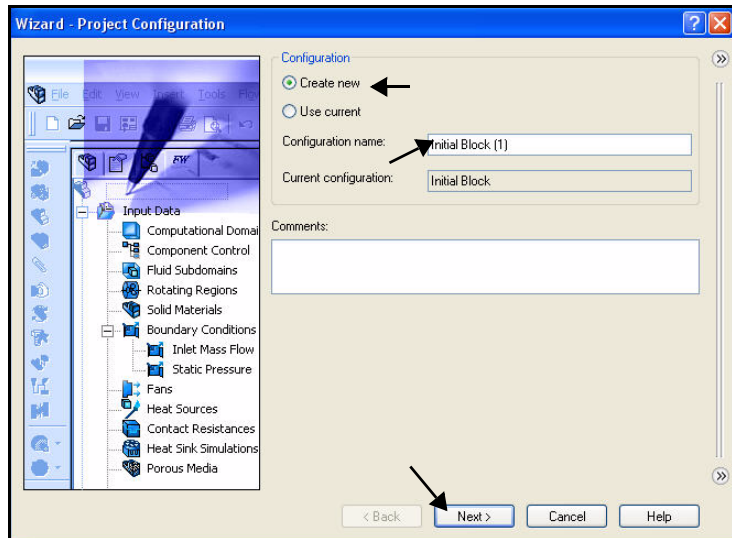 Wizard - Project Configuration
File Edit View Insert Tools Flo
FW
Input Data
Computational Domai
Component Control
Fluid Subdomains
Rotating Regions
Solid Materials
Boundary Conditions
Inlet Mass Flow
Static Pressure
Fans
Heat Sources
Contact Resistances
Heat Sink Simulations
Porous Media
Configuration
Create new
Use current
Configuration name:
Initial Block (1)
Current configuration:
Initial Block
Comments:
< Back
Next >
Cancel
Help